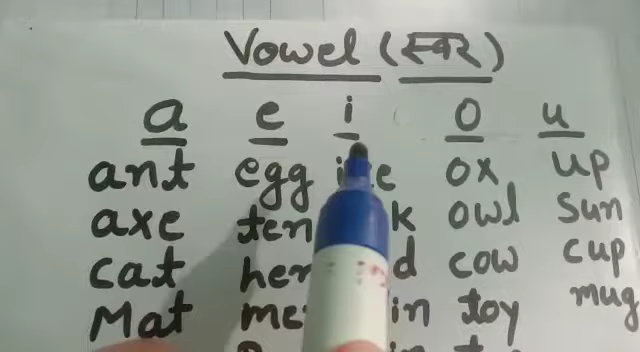 Vowel (स्वर)
a e i o u
ant egg ox up
axe ten owl sun
cat hen cow cup
Mat toy mug